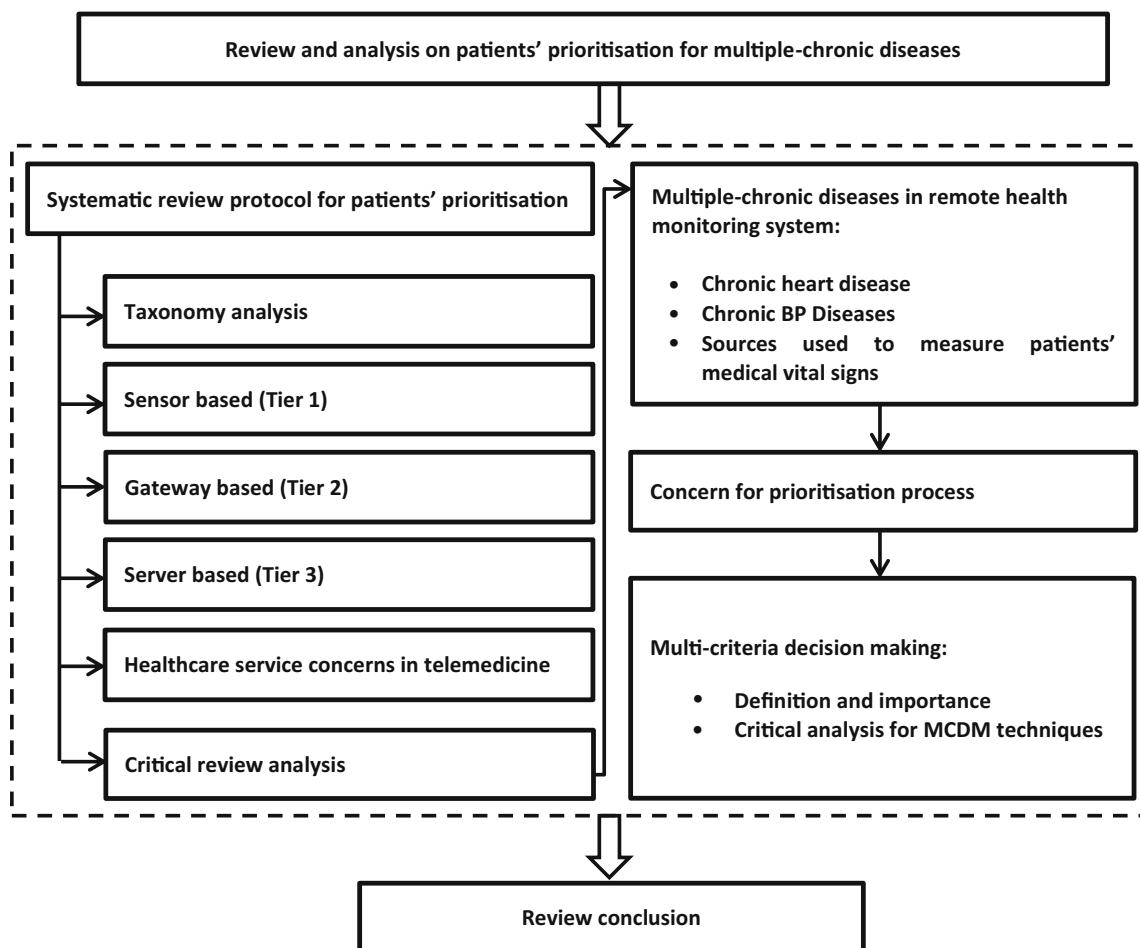 Review and analysis on patients’ prioritisation for multiple-chronic diseases
Systematic review protocol for patients’ prioritisation
Taxonomy analysis
Sensor based (Tier 1)
Gateway based (Tier 2)
Server based (Tier 3)
Healthcare service concerns in telemedicine
Critical review analysis
Multiple-chronic diseases in remote health
monitoring system:
• Chronic heart disease
• Chronic BP Diseases
• Sources used to measure patients’
medical vital signs
Concern for prioritisation process
Multi-criteria decision making:
• Definition and importance
• Critical analysis for MCDM techniques
Review conclusion